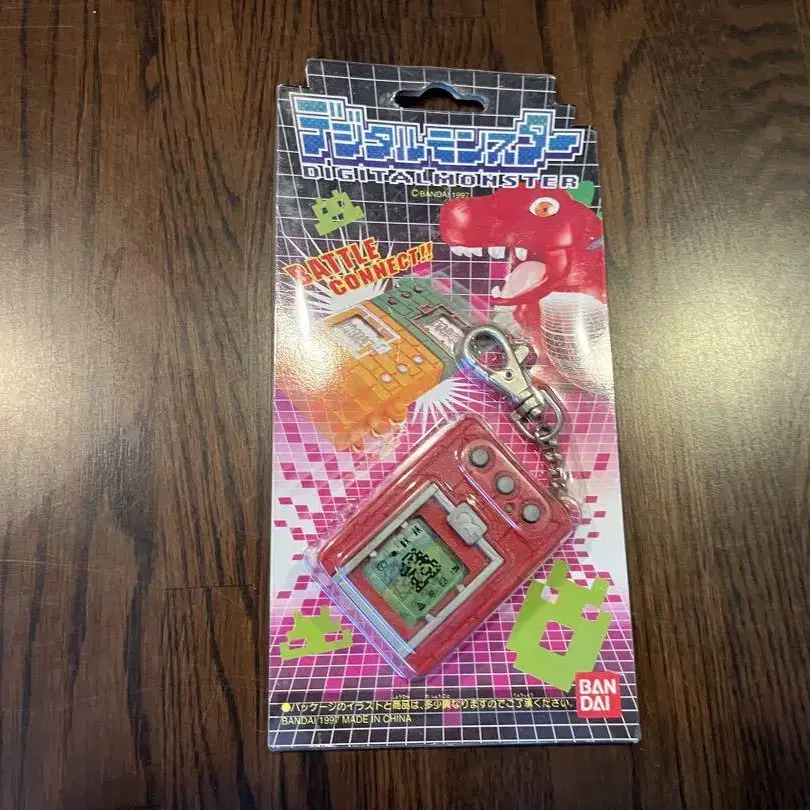 デジタルモンスター
DIGITALMONSTER
©BANDAI 1997
BATTLE
CONNECT!!
●パッケージのイラストと商品は、多少異なりますのでご了承ください。
BANDAI 1997 MADE IN CHINA
BAN
DAI